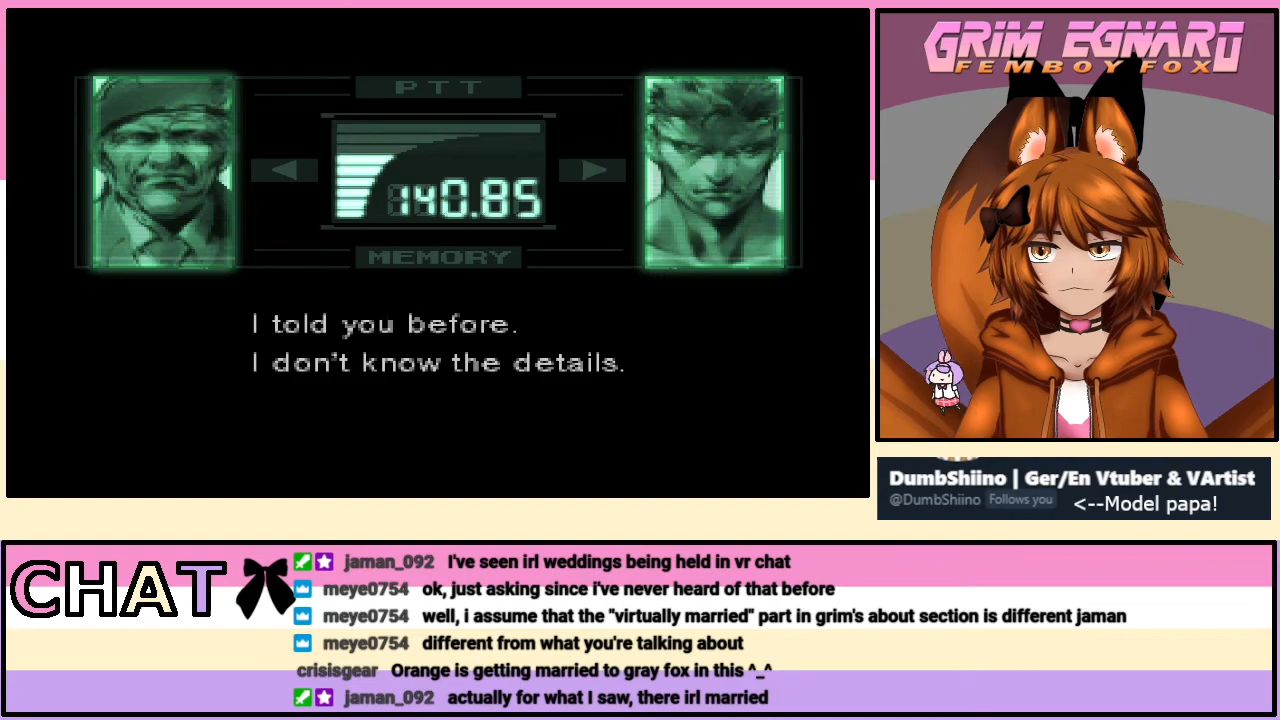 PTT
140.85
MEMORY
I told you before.
I don't know the details.
GRIM EGNART
FEMBOY FOX
DumbShiino | Ger/En Vtuber & VArtist
@DumbShiino Follows you <--Model papa!
CHAT
jaman_092 I've seen irl weddings being held in vr chat
meye0754 ok, just asking since i've never heard of that before
meye0754 well, i assume that the "virtually married" part in grim's about section is different jaman
meye0754 different from what you're talking about
crisisgear Orange is getting married to gray fox in this ^_^
jaman_092 actually for what I saw, there irl married